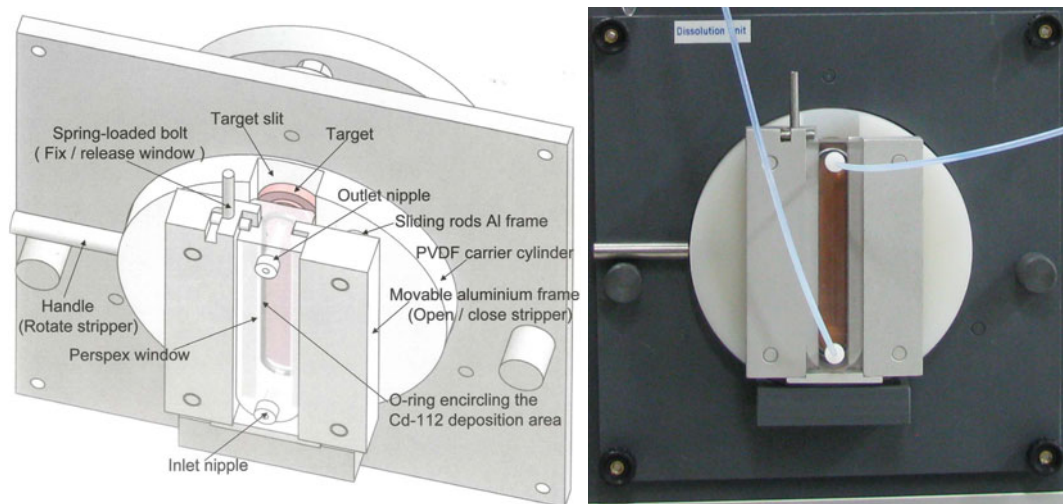 Target slit
Target
Spring-loaded bolt
( Fix / release window )
Outlet nipple
Sliding rods Al frame
PVDF carrier cylinder
Handle
(Rotate stripper)
Movable aluminium frame
(Open / close stripper)
Perspex window
O-ring encircling the
Cd-112 deposition area
Inlet nipple
Dissolution unit